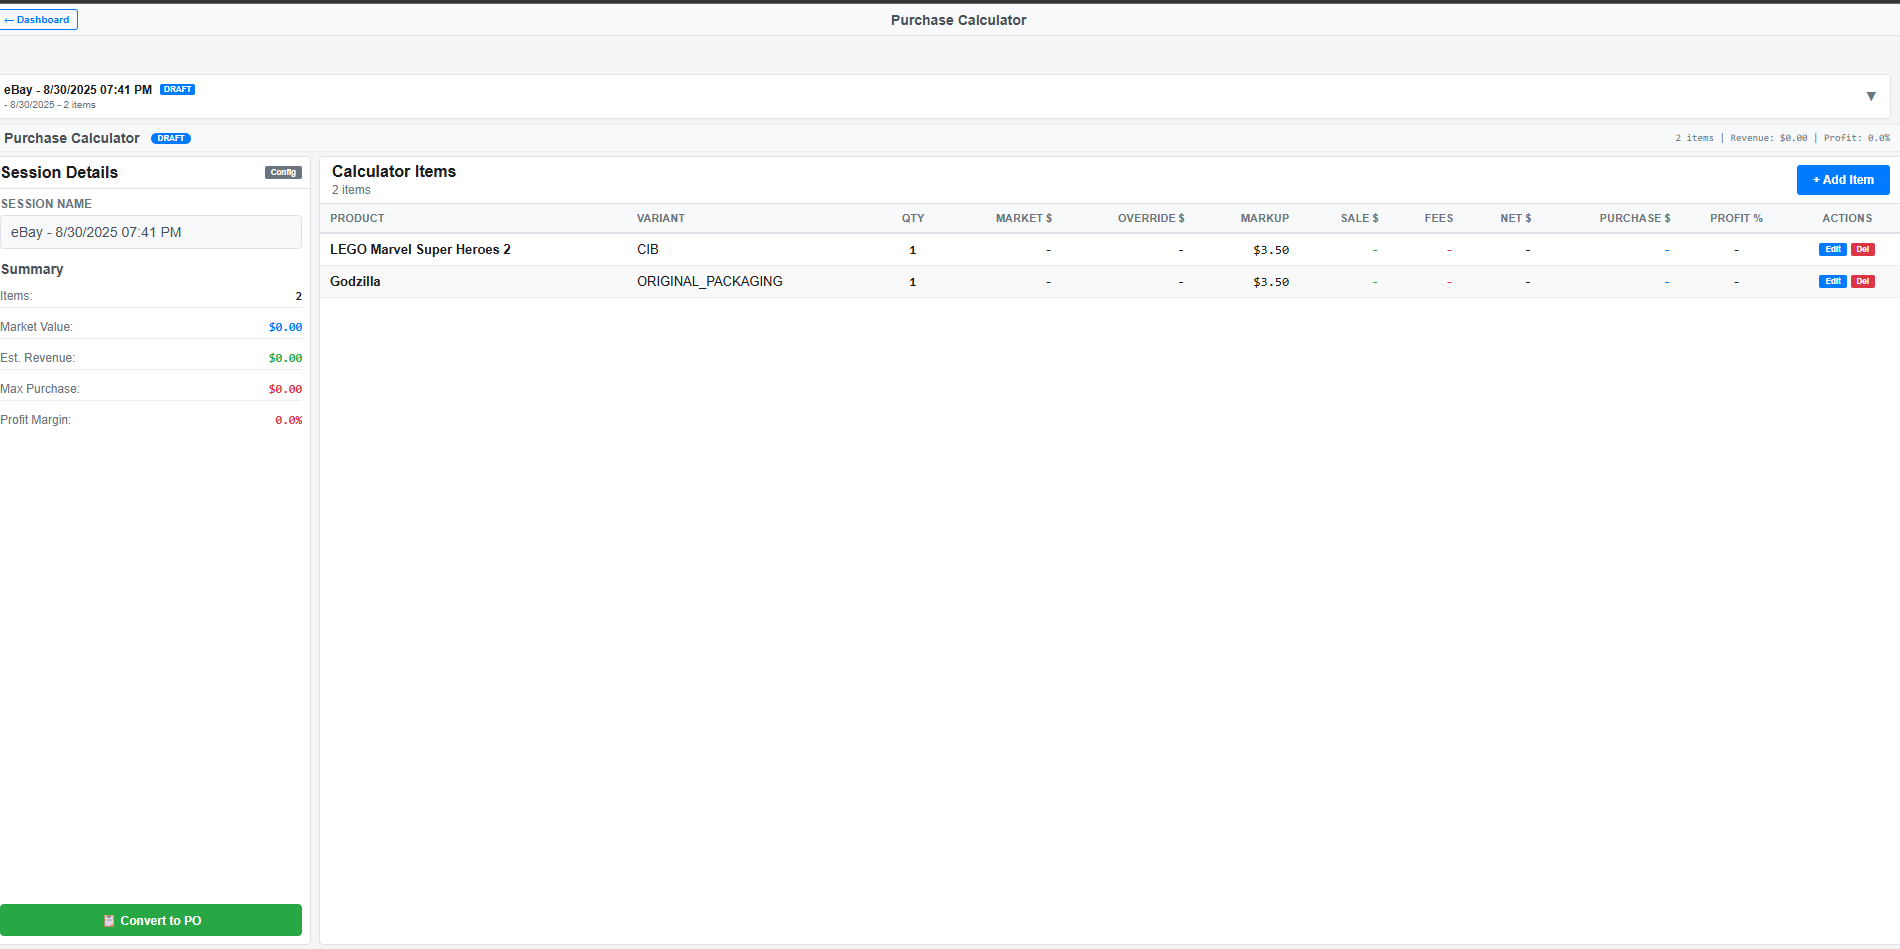 ← Dashboard
Purchase Calculator
eBay - 8/30/2025 07:41 PM DRAFT
- 8/30/2025 - 2 items
▼
Purchase Calculator DRAFT
2 items | Revenue: $0.00 | Profit: 0.0%
Session Details Config
SESSION NAME
eBay - 8/30/2025 07:41 PM
Summary
Items: 2
Market Value: $0.00
Est. Revenue: $0.00
Max Purchase: $0.00
Profit Margin: 0.0%
Convert to PO
Calculator Items
2 items
+ Add Item
PRODUCT VARIANT QTY MARKET $ OVERRIDE $ MARKUP SALE $ FEES NET $ PURCHASE $ PROFIT % ACTIONS
LEGO Marvel Super Heroes 2 CIB 1 - - $3.50 - - - - - Edit Del
Godzilla ORIGINAL_PACKAGING 1 - - $3.50 - - - - - Edit Del